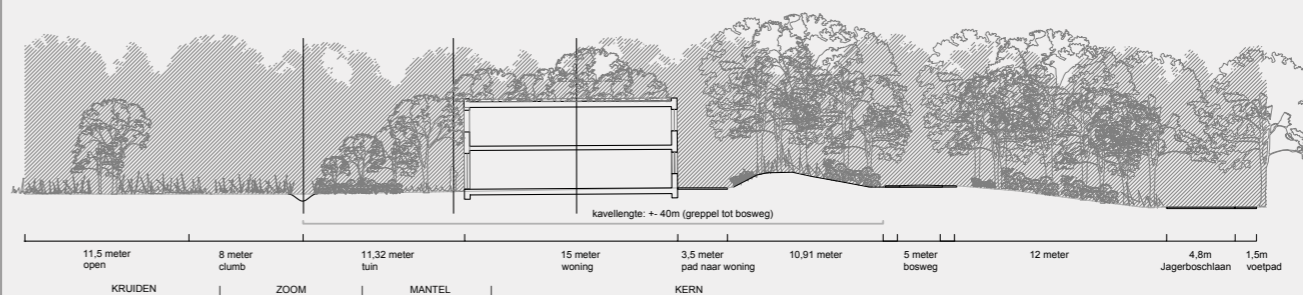 kavellengte: +- 40m (greppel tot bosweg)
11,5 meter
open
8 meter
clumb
11,32 meter
tuin
15 meter
woning
3,5 meter
pad naar woning
10,91 meter
5 meter
bosweg
12 meter
4,8m
Jagerboschlaan
1,5m
voetpad
KRUIDEN | ZOOM | MANTEL | KERN